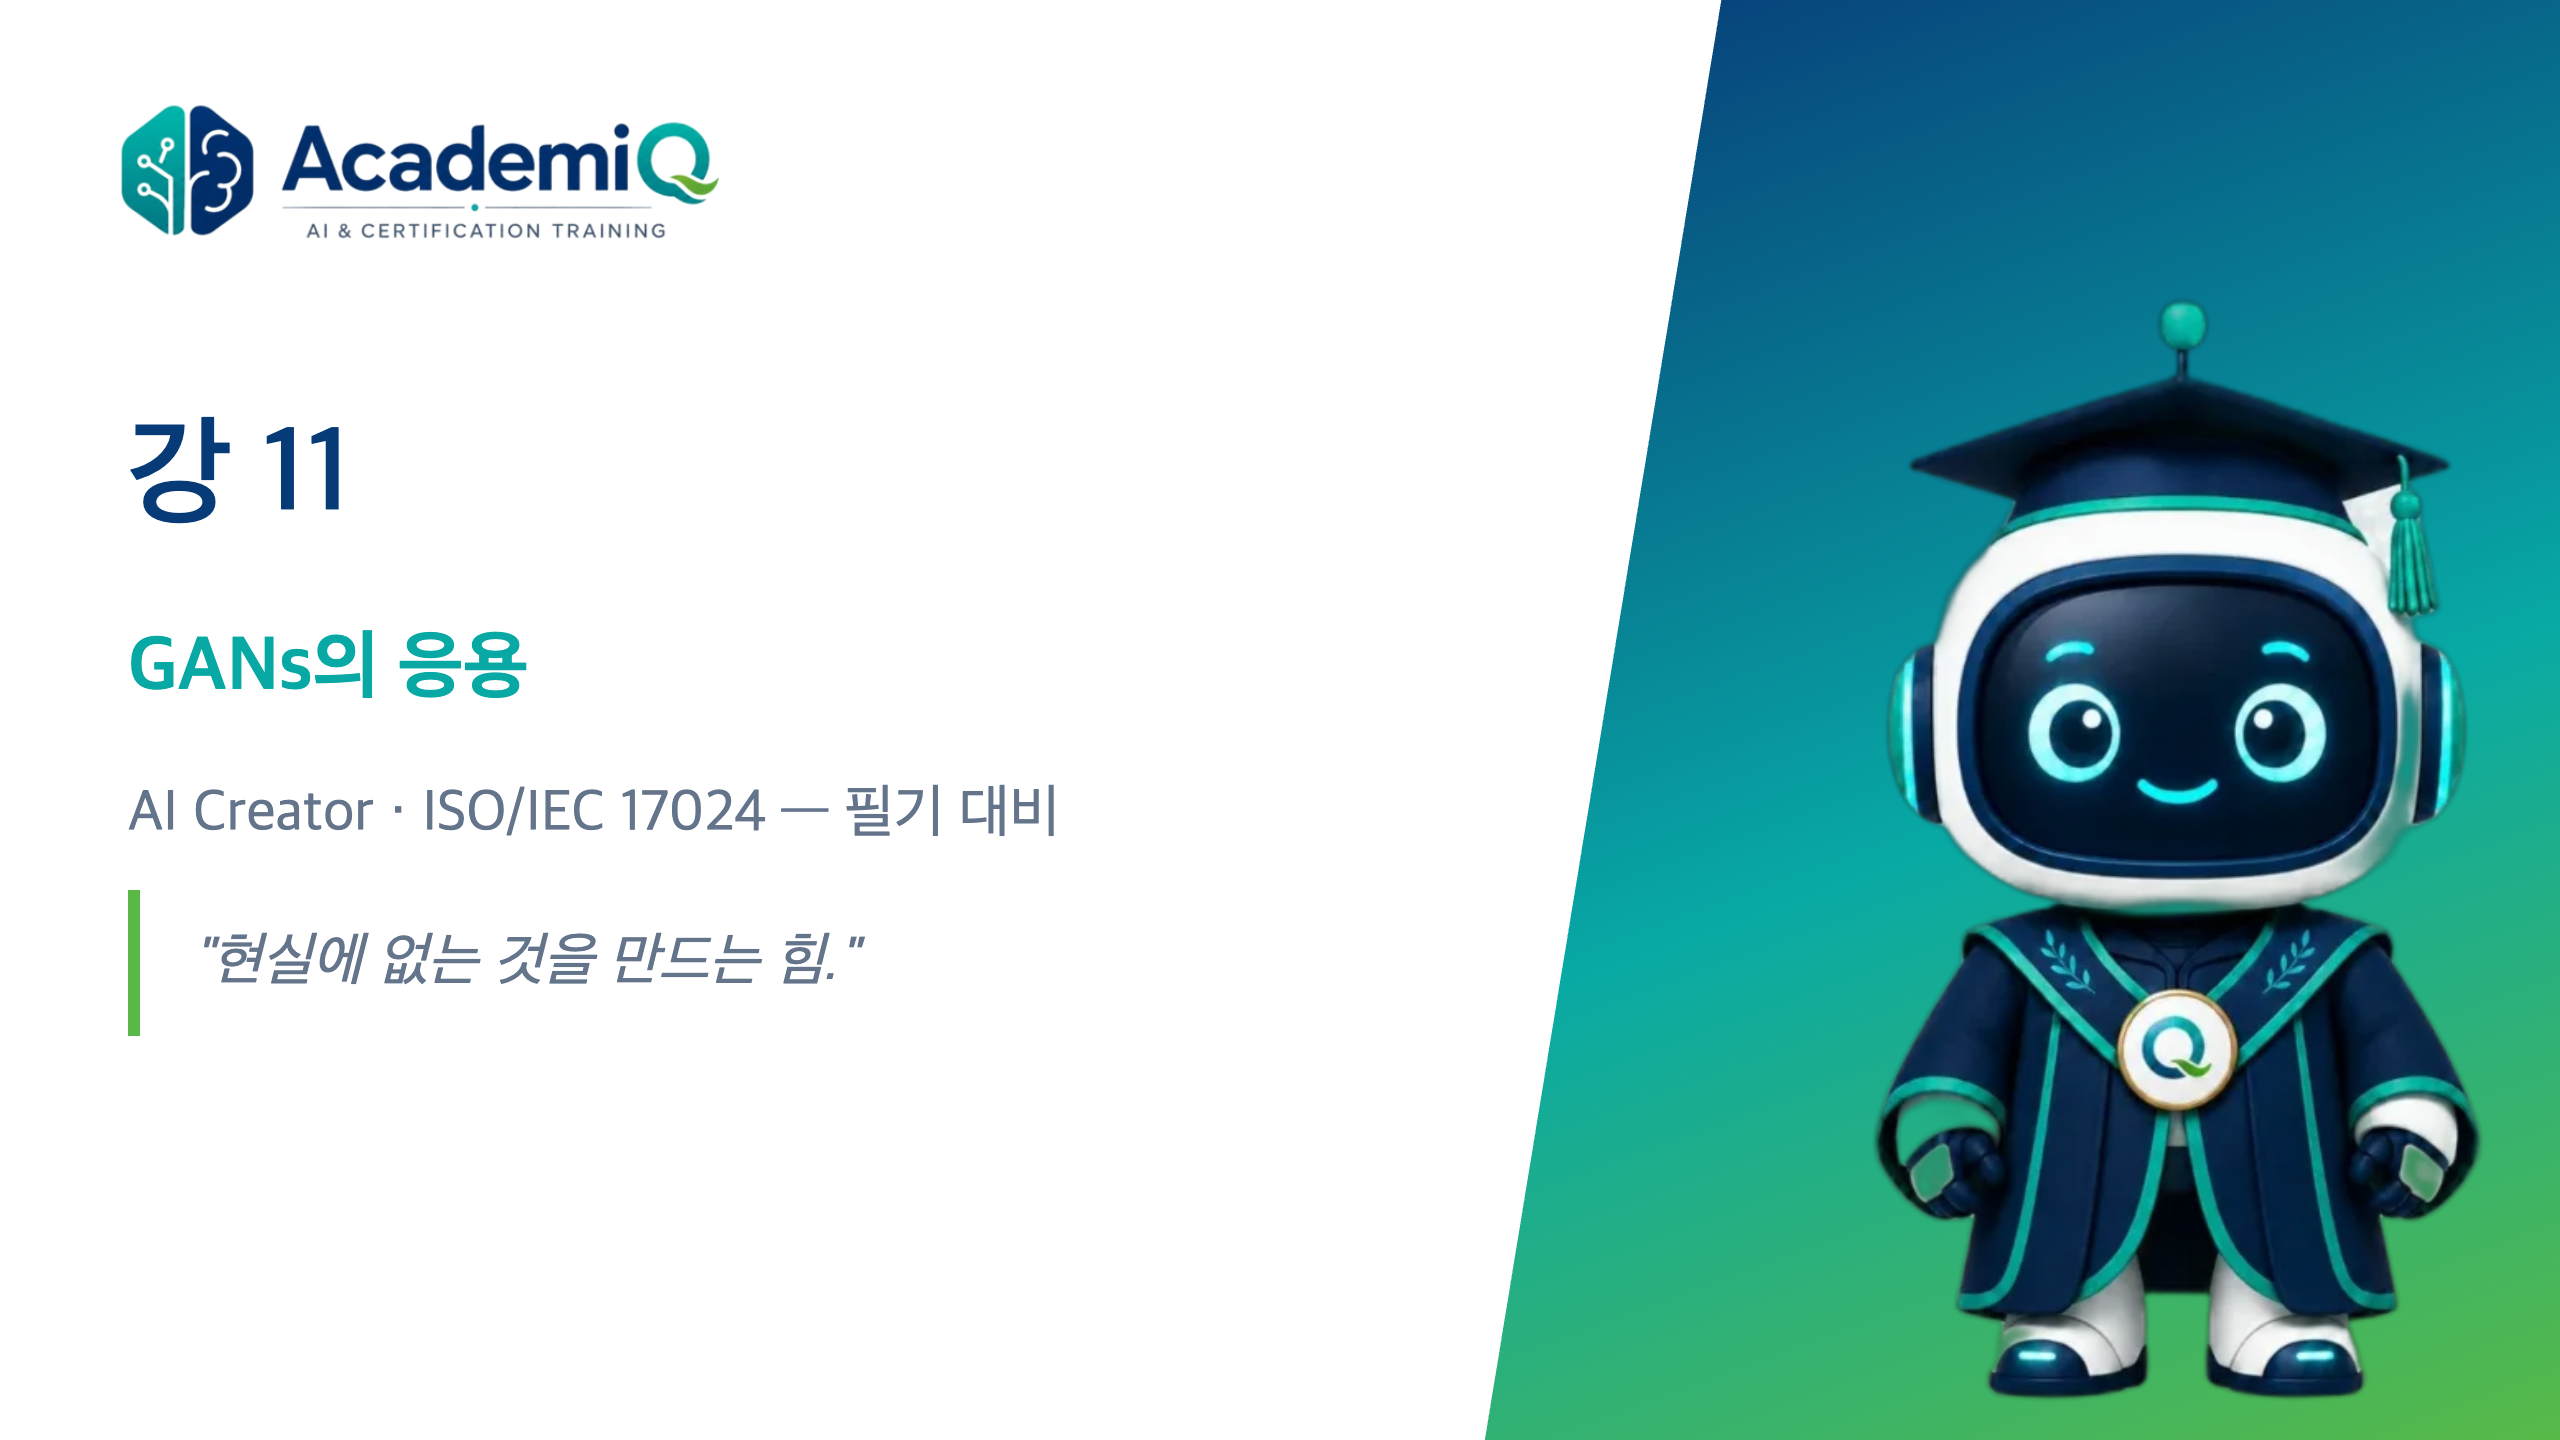 AcademiQ
AI & CERTIFICATION TRAINING
강 11
GANs의 응용
AI Creator · ISO/IEC 17024 — 필기 대비
"현실에 없는 것을 만드는 힘."
Q